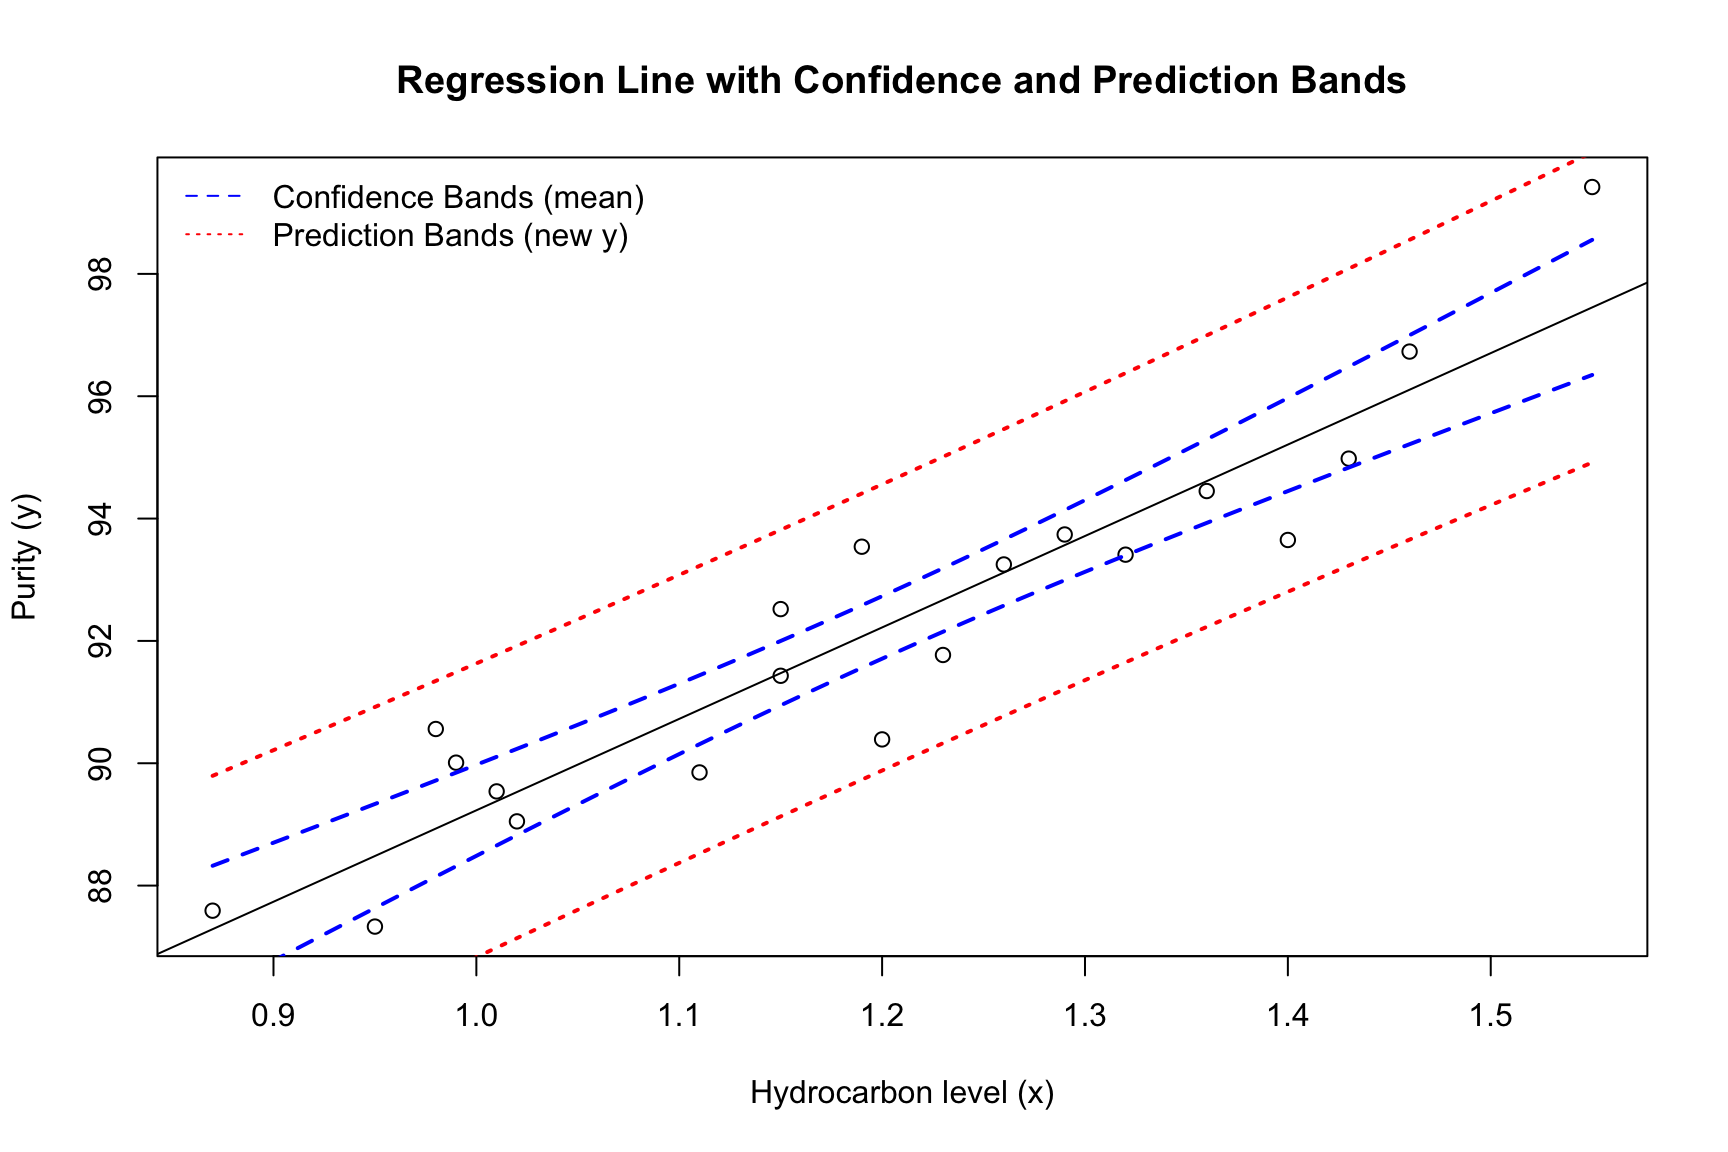 Regression Line with Confidence and Prediction Bands
Confidence Bands (mean)
Prediction Bands (new y)
98
96
94
92
90
88
Purity (y)
0.9 1.0 1.1 1.2 1.3 1.4 1.5
Hydrocarbon level (x)